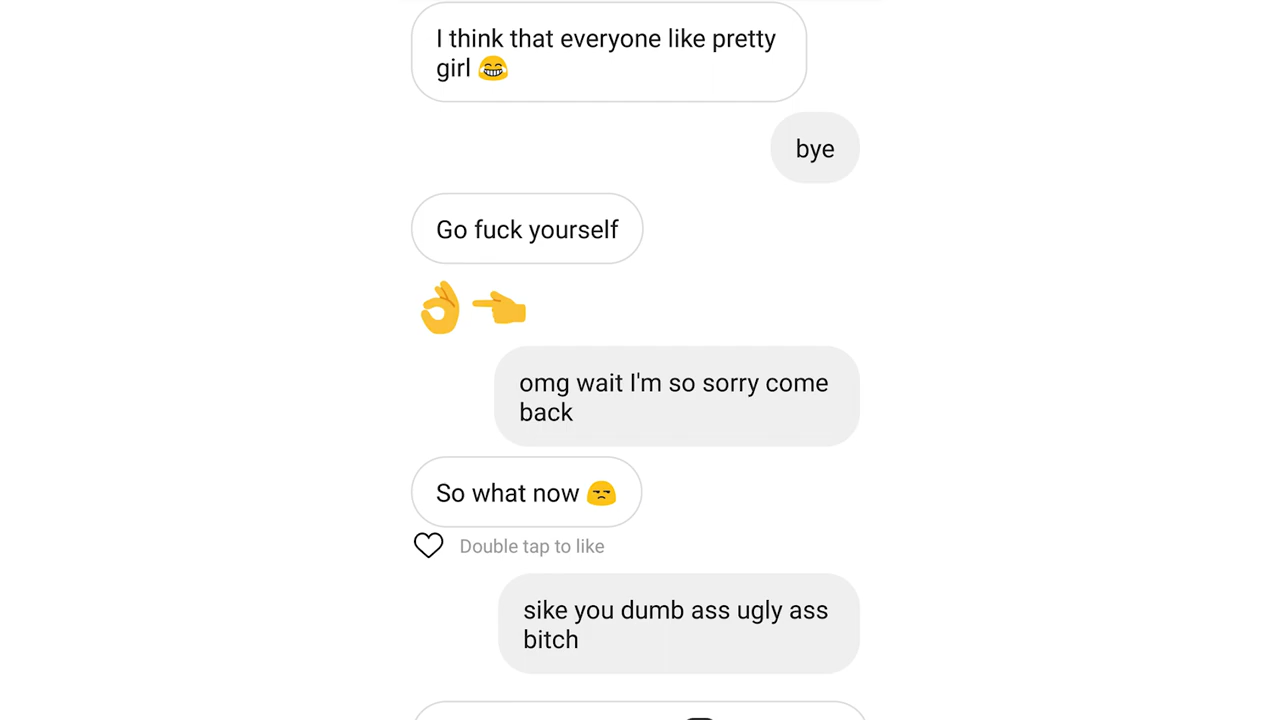 I think that everyone like pretty
girl 😂
bye
Go fuck yourself
👌👈
omg wait I'm so sorry come
back
So what now 😒
Double tap to like
sike you dumb ass ugly ass
bitch